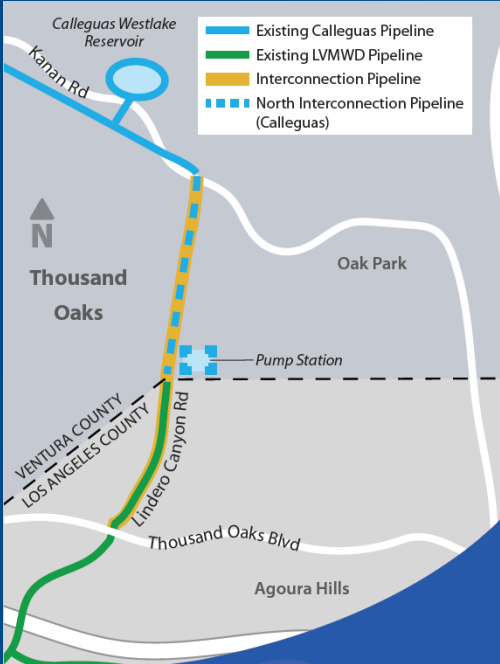 Calleguas Westlake
Reservoir
Existing Calleguas Pipeline
Existing LVMWD Pipeline
Interconnection Pipeline
North Interconnection Pipeline
(Calleguas)
Kanan Rd
N
Thousand
Oaks
Oak Park
Pump Station
VENTURA COUNTY
LOS ANGELES COUNTY
Lindero Canyon Rd
Thousand Oaks Blvd
Agoura Hills